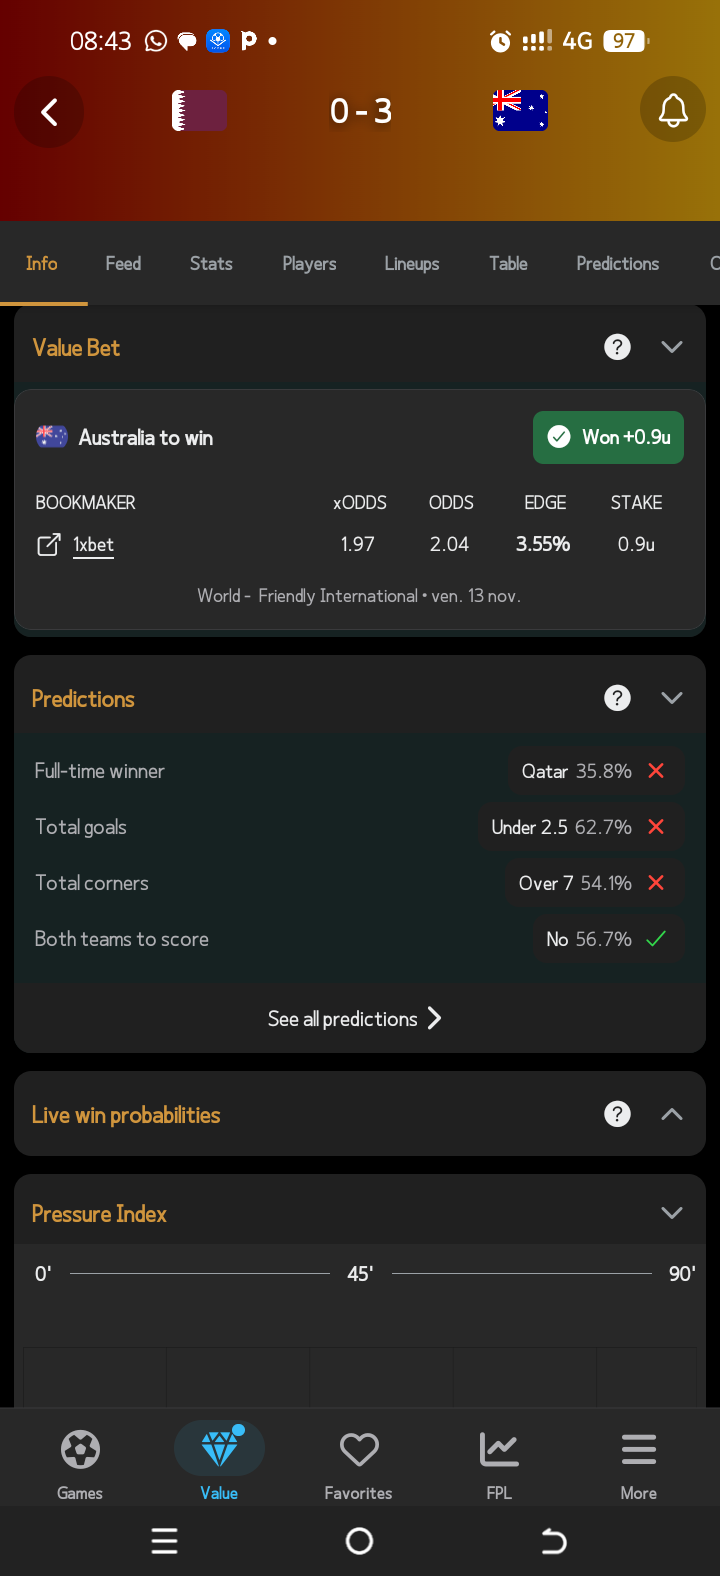 08:43 4G 97
0 - 3
Info Feed Stats Players Lineups Table Predictions
Value Bet ?
Australia to win Won +0.9u
BOOKMAKER xODDS ODDS EDGE STAKE
1xbet 1.97 2.04 3.55% 0.9u
World - Friendly International • ven. 13 nov.
Predictions ?
Full-time winner Qatar 35.8%
Total goals Under 2.5 62.7%
Total corners Over 7 54.1%
Both teams to score No 56.7%
See all predictions
Live win probabilities ?
Pressure Index
0' 45' 90'
Games Value Favorites FPL More